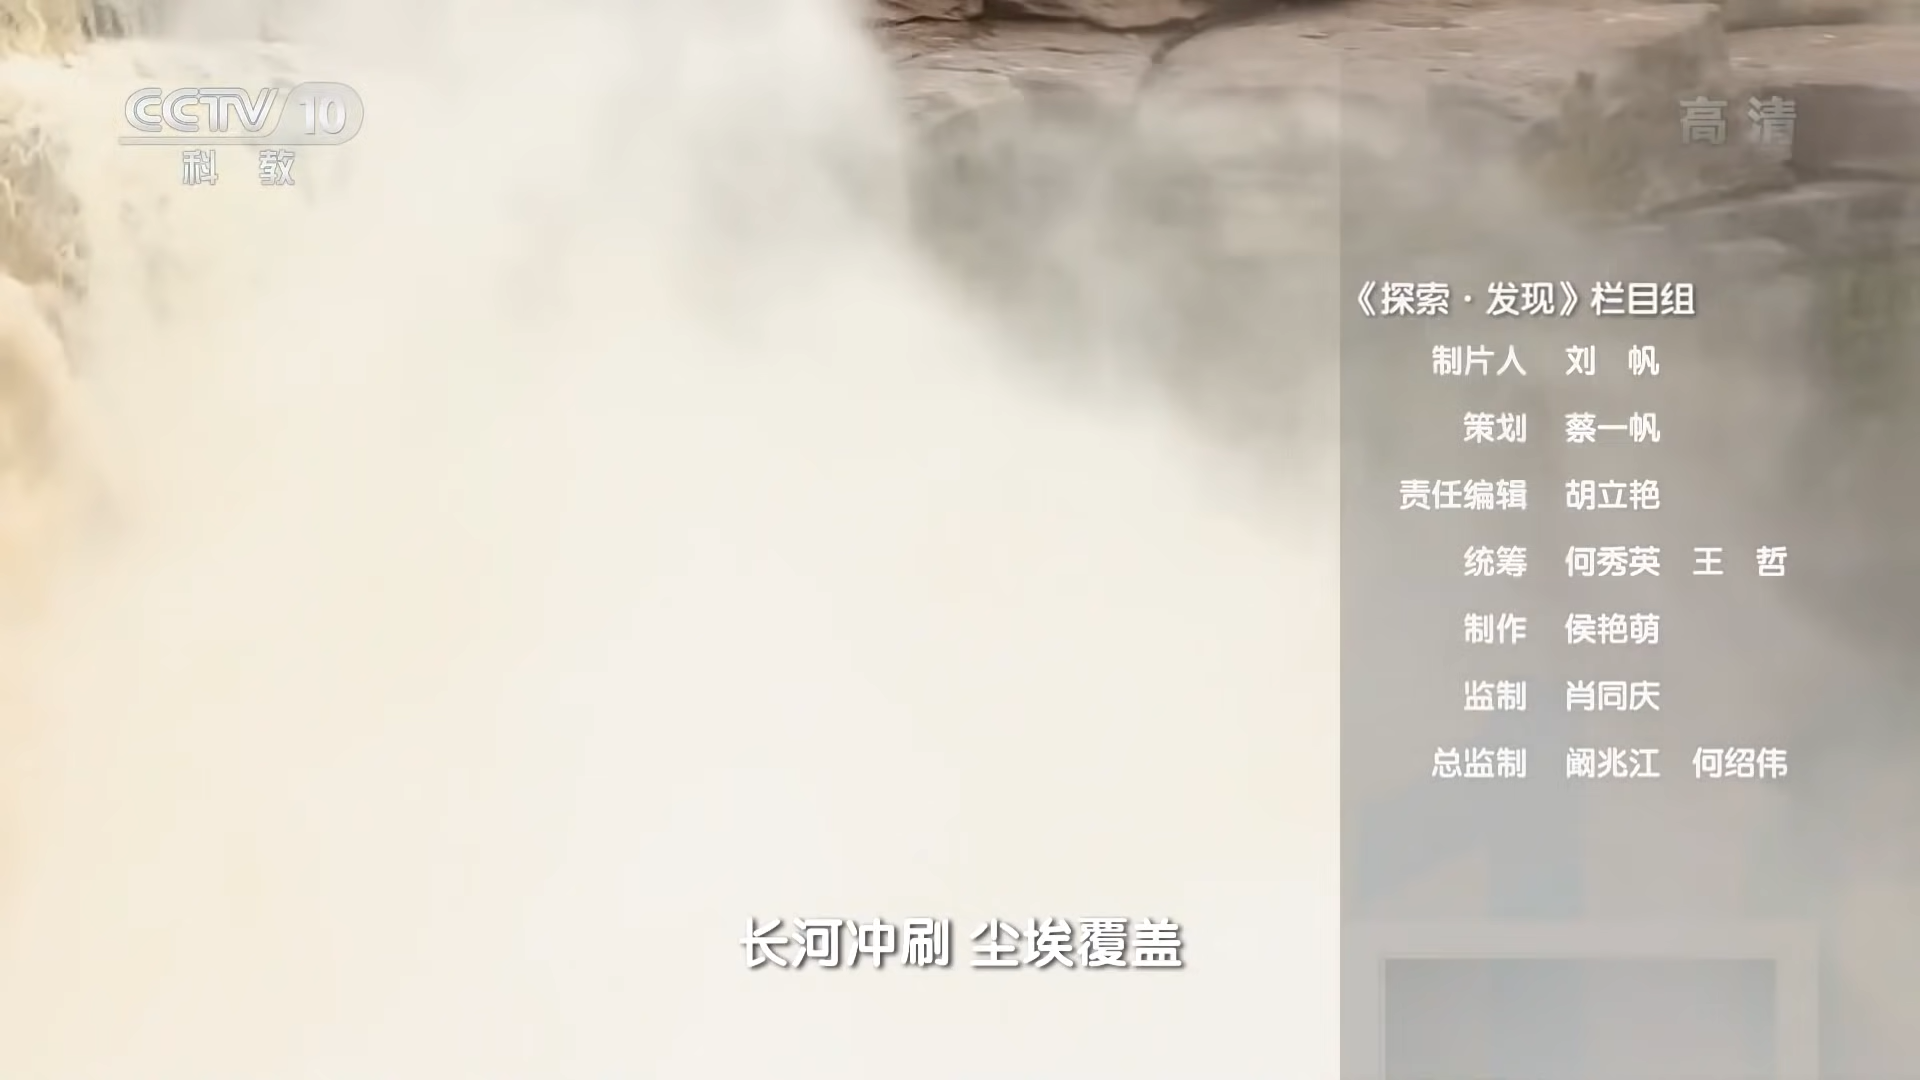 CCTV 10
科 教
高 清
《探索·发现》栏目组
制片人 刘 帆
策划 蔡一帆
责任编辑 胡立艳
统筹 何秀英 王 哲
制作 侯艳萌
监制 肖同庆
总监制 阚兆江 何绍伟
长河冲刷 尘埃覆盖